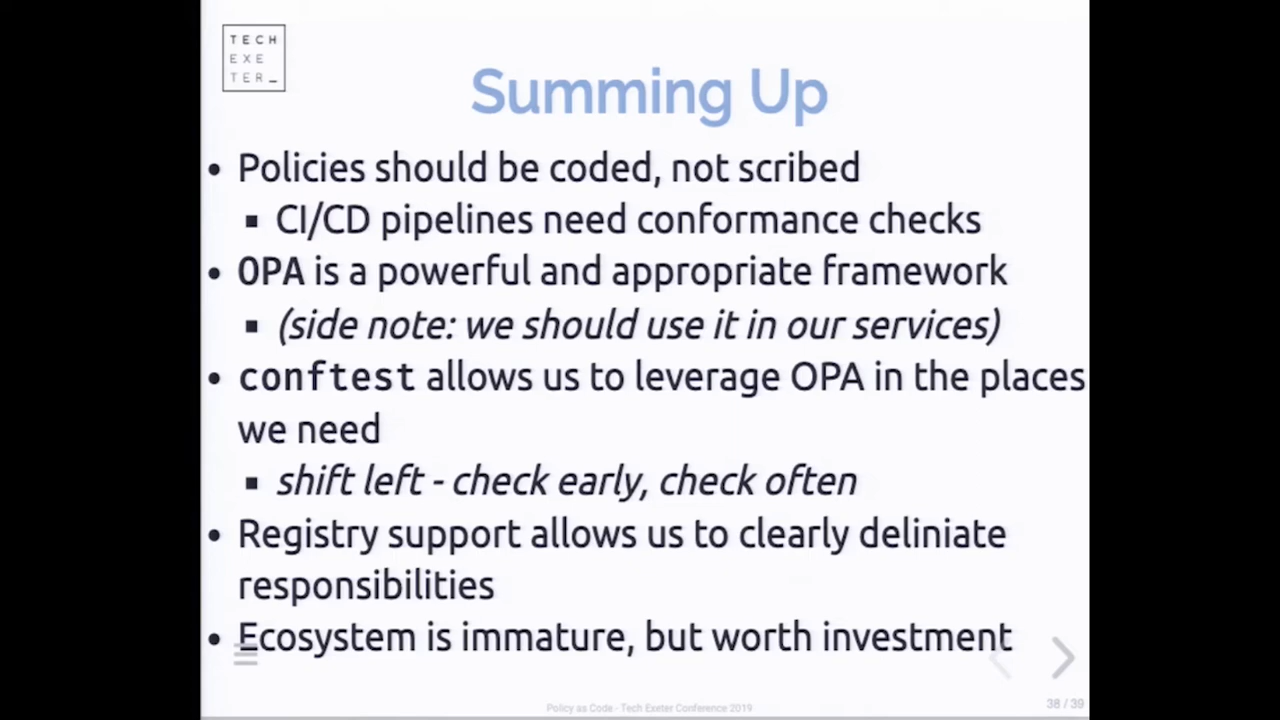 TECH
EXE
TER_
Summing Up
• Policies should be coded, not scribed
▪ CI/CD pipelines need conformance checks
• OPA is a powerful and appropriate framework
▪ (side note: we should use it in our services)
• conftest allows us to leverage OPA in the places
we need
▪ shift left - check early, check often
• Registry support allows us to clearly deliniate
responsibilities
• Ecosystem is immature, but worth investment
38 / 39
Policy as Code - Tech Exeter Conference 2019